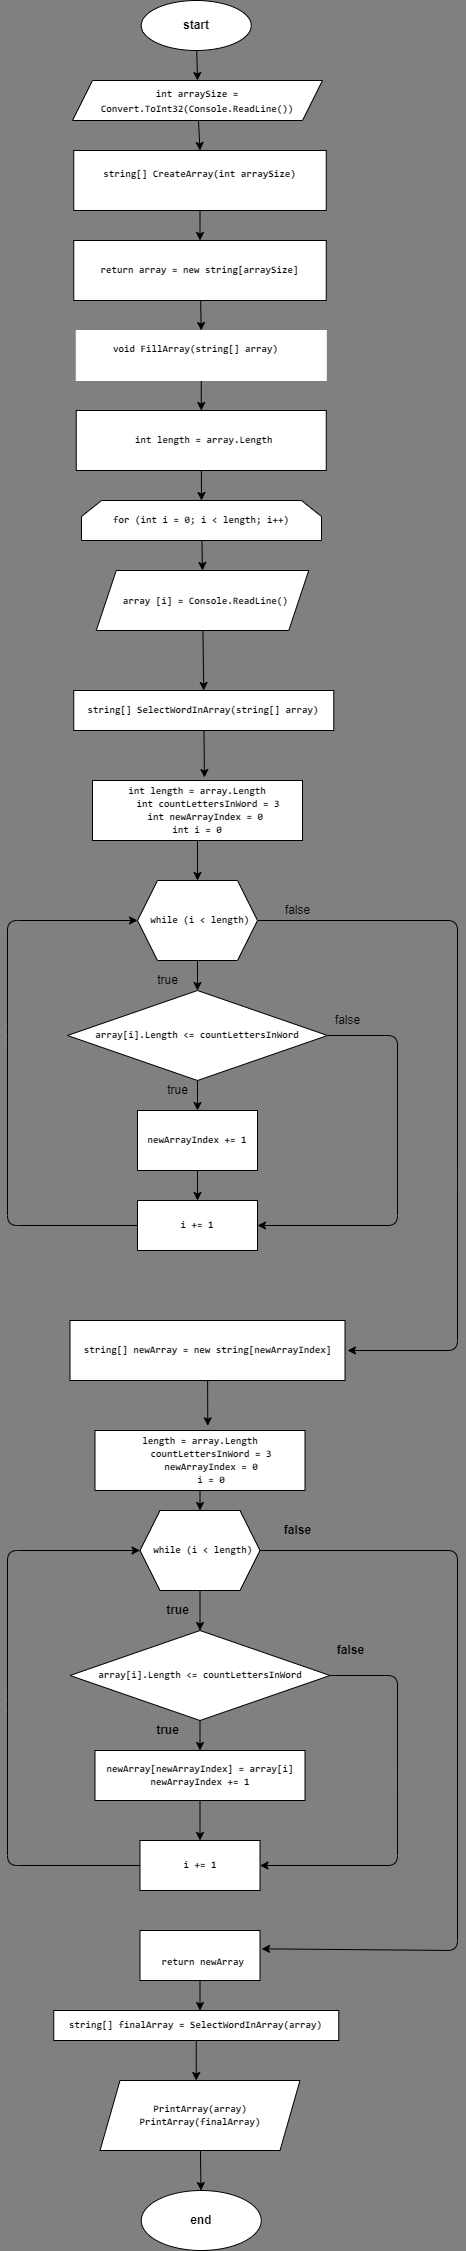 start
int arraySize =
Convert.ToInt32(Console.ReadLine())
string[] CreateArray(int arraySize)
return array = new string[arraySize]
void FillArray(string[] array)
int length = array.Length
for (int i = 0; i < length; i++)
array [i] = Console.ReadLine()
string[] SelectWordInArray(string[] array)
int length = array.Length
int countLettersInWord = 3
int newArrayIndex = 0
int i = 0
while (i < length)
false
true
array[i].Length <= countLettersInWord
false
true
newArrayIndex += 1
i += 1
string[] newArray = new string[newArrayIndex]
length = array.Length
countLettersInWord = 3
newArrayIndex = 0
i = 0
while (i < length)
false
true
array[i].Length <= countLettersInWord
false
true
newArray[newArrayIndex] = array[i]
newArrayIndex += 1
i += 1
return newArray
string[] finalArray = SelectWordInArray(array)
PrintArray(array)
PrintArray(finalArray)
end